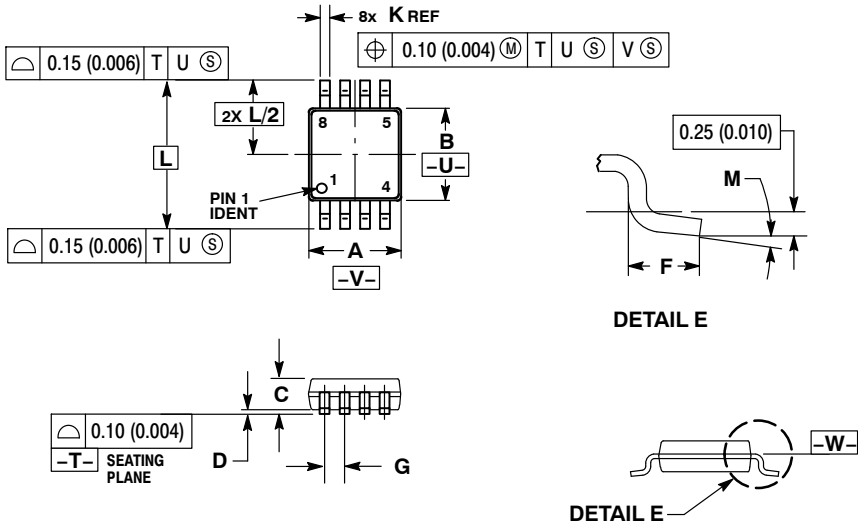 8x K REF
⌖ 0.10 (0.004) Ⓜ T U Ⓢ V Ⓢ
⌓ 0.15 (0.006) T U Ⓢ
2X L/2
8 5
B
–U–
L
PIN 1
IDENT
1 4
⌓ 0.15 (0.006) T U Ⓢ
A
–V–
0.25 (0.010)
M
F
DETAIL E
C
⌓ 0.10 (0.004)
–T– SEATING
PLANE
D
G
–W–
DETAIL E